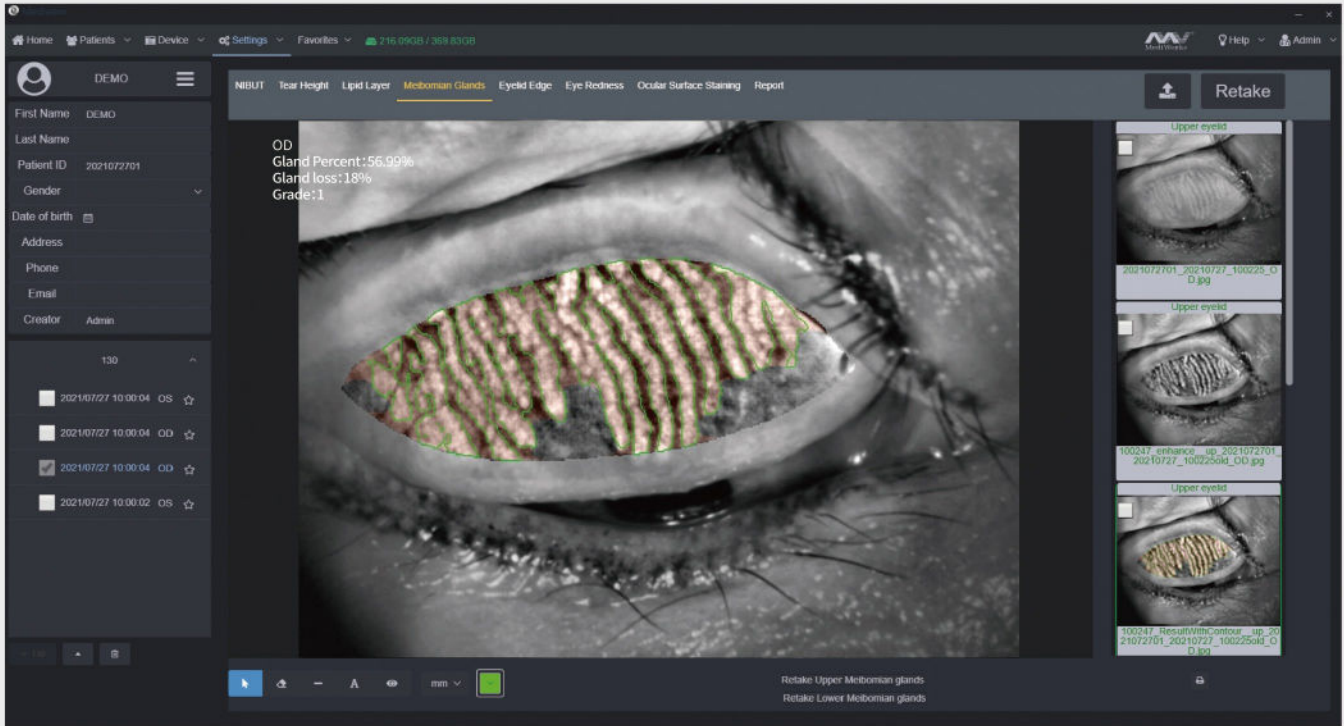 Home Patients Device Settings Favorites 216.09GB / 369.83GB
MediWorks
Help Admin
DEMO
First Name DEMO
Last Name
Patient ID 2021072701
Gender
Date of birth
Address
Phone
Email
Creator Admin
130
2021/07/27 10:00:04 OS
2021/07/27 10:00:04 OD
2021/07/27 10:00:04 OD
2021/07/27 10:00:02 OS
NIBUT Tear Height Lipid Layer Meibomian Glands Eyelid Edge Eye Redness Ocular Surface Staining Report
Retake
OD
Gland Percent:56.99%
Gland loss:18%
Grade:1
Upper eyelid
2021072701_20210727_100225_O
D.jpg
Upper eyelid
100247_enhance__up_2021072701_
20210727_100225old_OD.jpg
Upper eyelid
100247_ResultWithContour__up_20
21072701_20210727_100225old_O
D.jpg
A mm
Retake Upper Meibomian glands
Retake Lower Meibomian glands